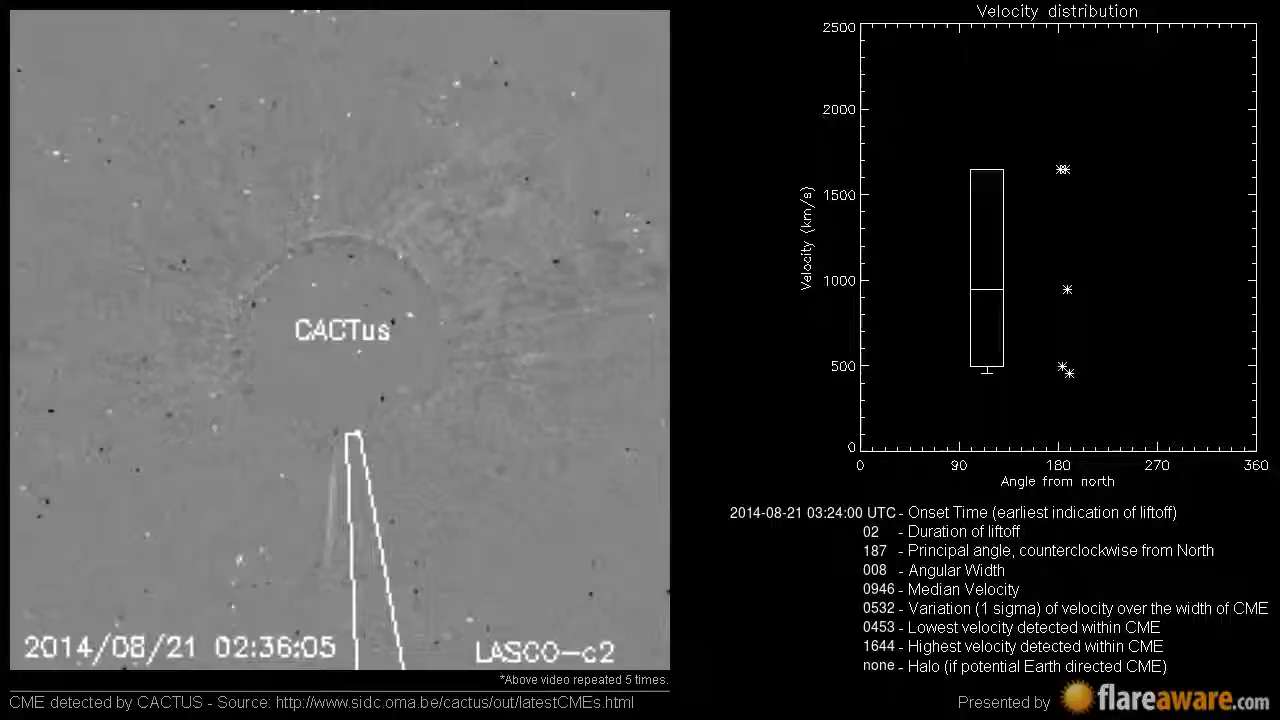 CACTus
2014/08/21 02:36:05
LASCO-c2
*Above video repeated 5 times.
CME detected by CACTUS - Source: http://www.sidc.oma.be/cactus/out/latestCMEs.html
Velocity distribution
Velocity (km/s)
2500
2000
1500
1000
500
0
0 90 180 270 360
Angle from north
2014-08-21 03:24:00 UTC - Onset Time (earliest indication of liftoff)
02 - Duration of liftoff
187 - Principal angle, counterclockwise from North
008 - Angular Width
0946 - Median Velocity
0532 - Variation (1 sigma) of velocity over the width of CME
0453 - Lowest velocity detected within CME
1644 - Highest velocity detected within CME
none - Halo (if potential Earth directed CME)
Presented by flareaware.com